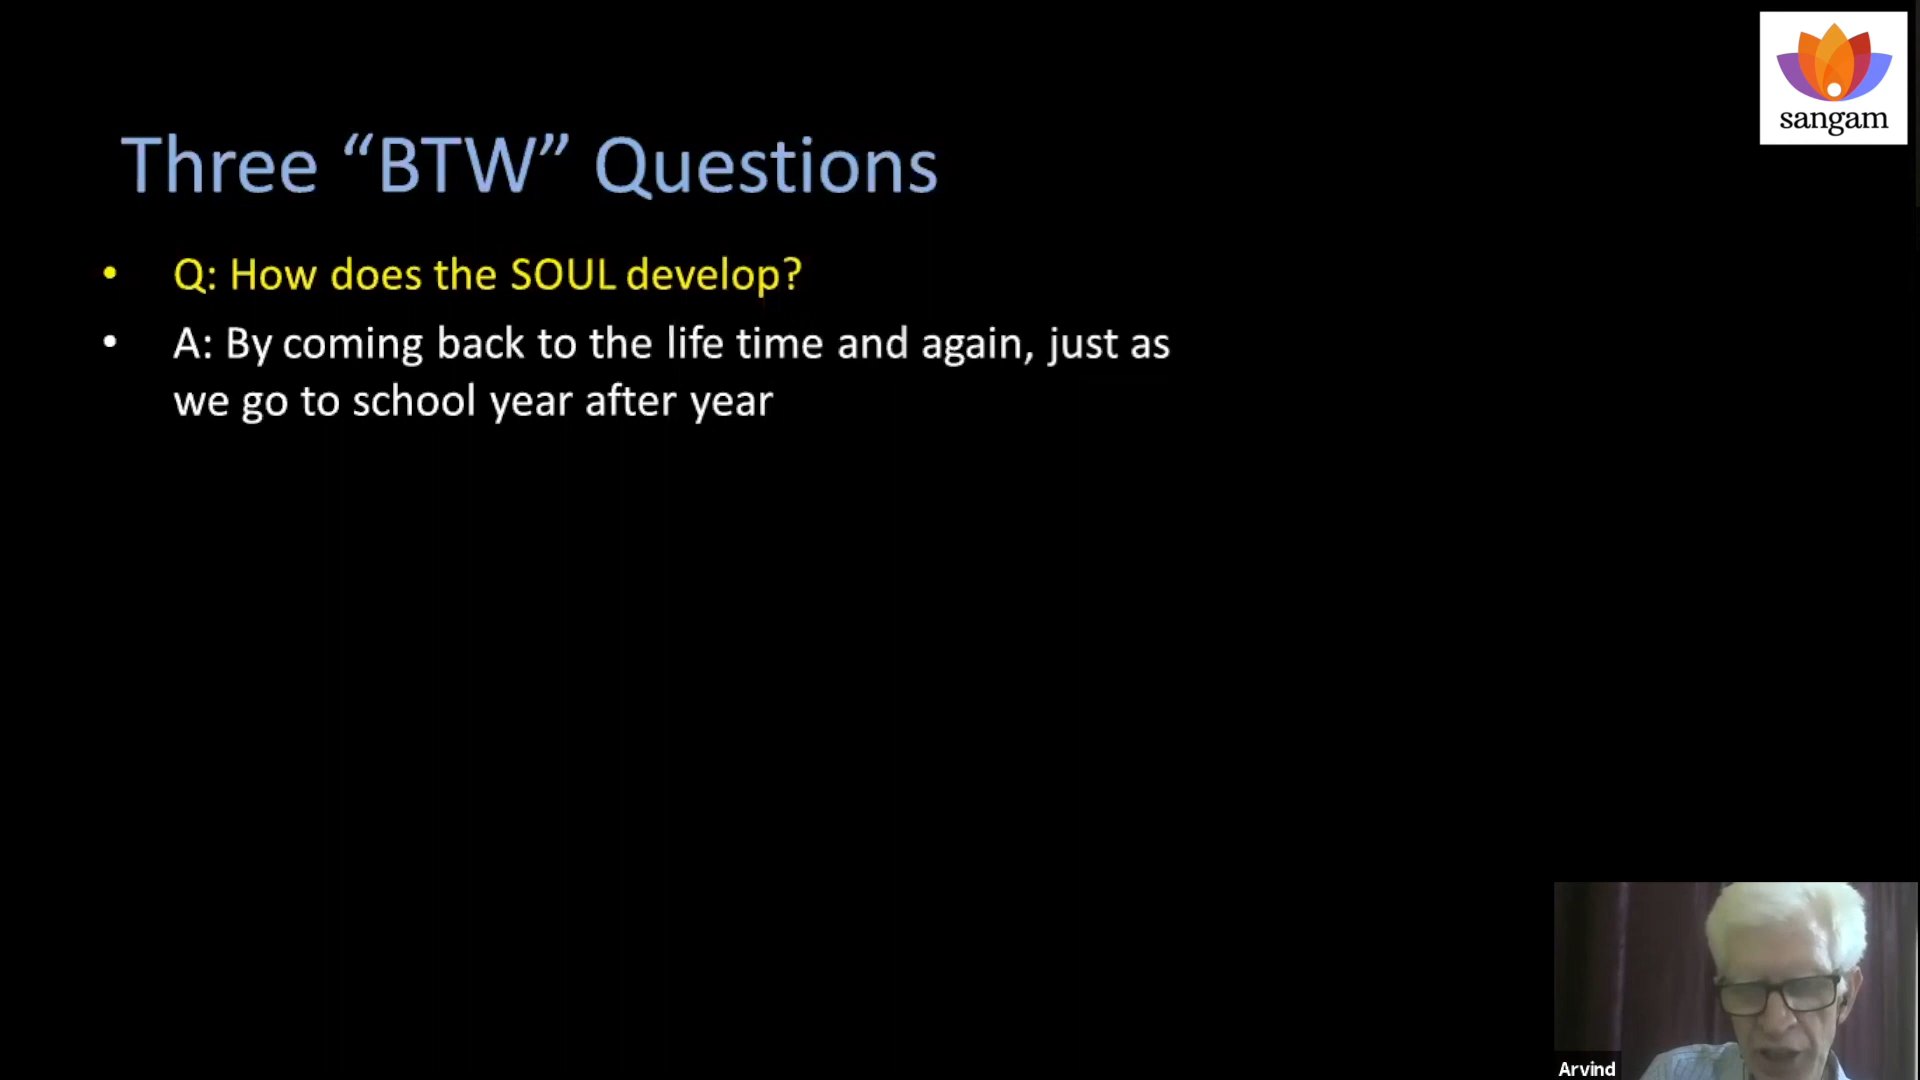 sangam
Three “BTW” Questions
• Q: How does the SOUL develop?
• A: By coming back to the life time and again, just as
we go to school year after year
Arvind